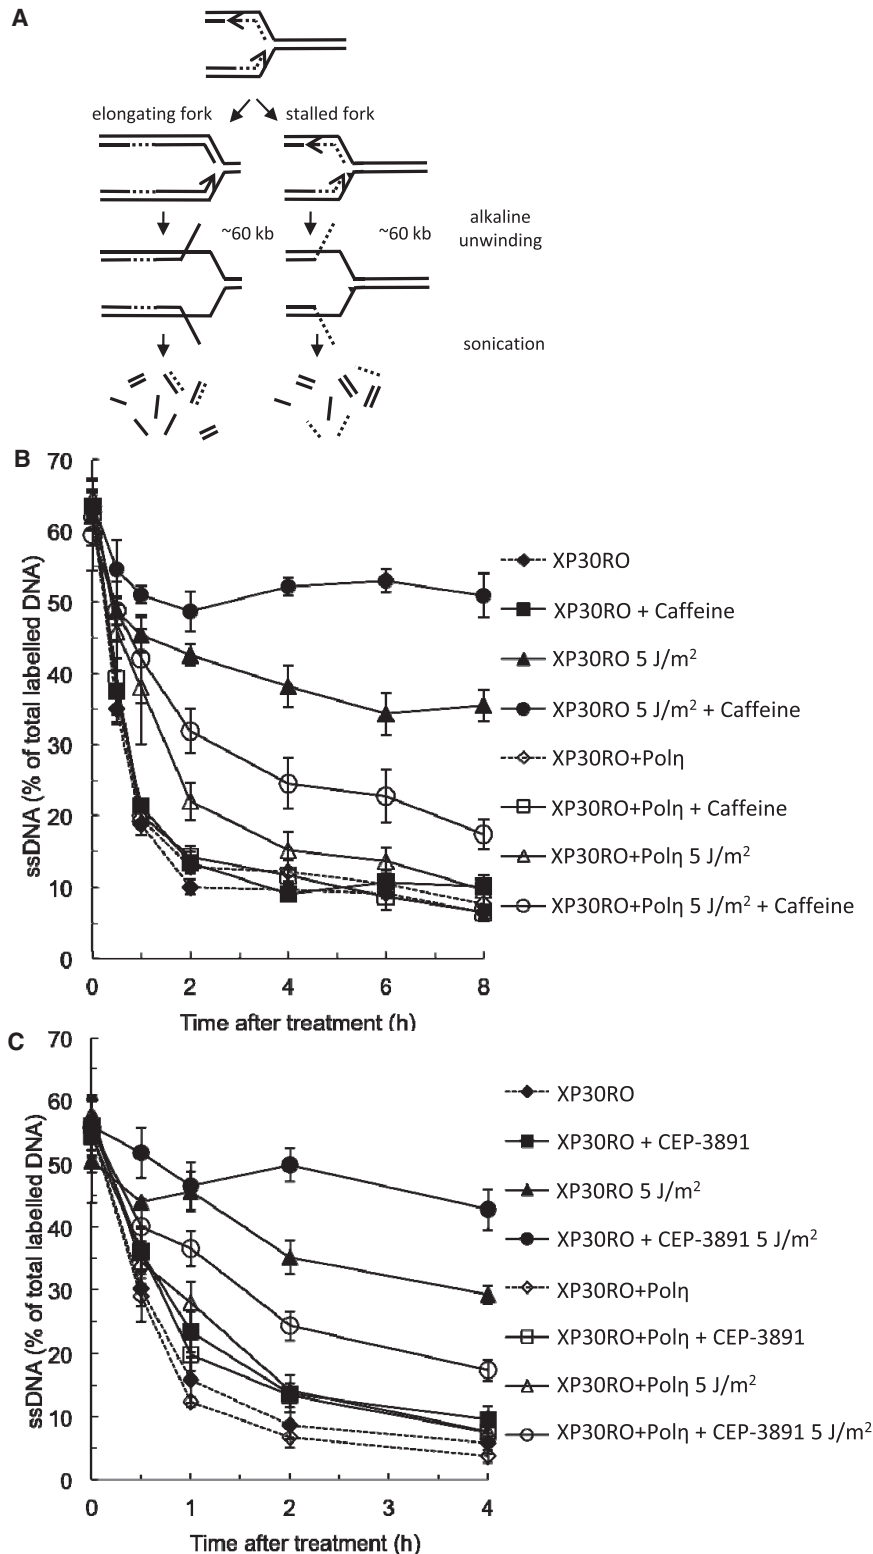 A
elongating fork
stalled fork
~60 kb
~60 kb
alkaline
unwinding
sonication
B
70
60
50
40
30
20
10
0
ssDNA (% of total labelled DNA)
0 2 4 6 8
Time after treatment (h)
XP30RO
XP30RO + Caffeine
XP30RO 5 J/m²
XP30RO 5 J/m² + Caffeine
XP30RO+Polη
XP30RO+Polη + Caffeine
XP30RO+Polη 5 J/m²
XP30RO+Polη 5 J/m² + Caffeine
C
70
60
50
40
30
20
10
0
ssDNA (% of total labelled DNA)
0 1 2 3 4
Time after treatment (h)
XP30RO
XP30RO + CEP-3891
XP30RO 5 J/m²
XP30RO + CEP-3891 5 J/m²
XP30RO+Polη
XP30RO+Polη + CEP-3891
XP30RO+Polη 5 J/m²
XP30RO+Polη + CEP-3891 5 J/m²